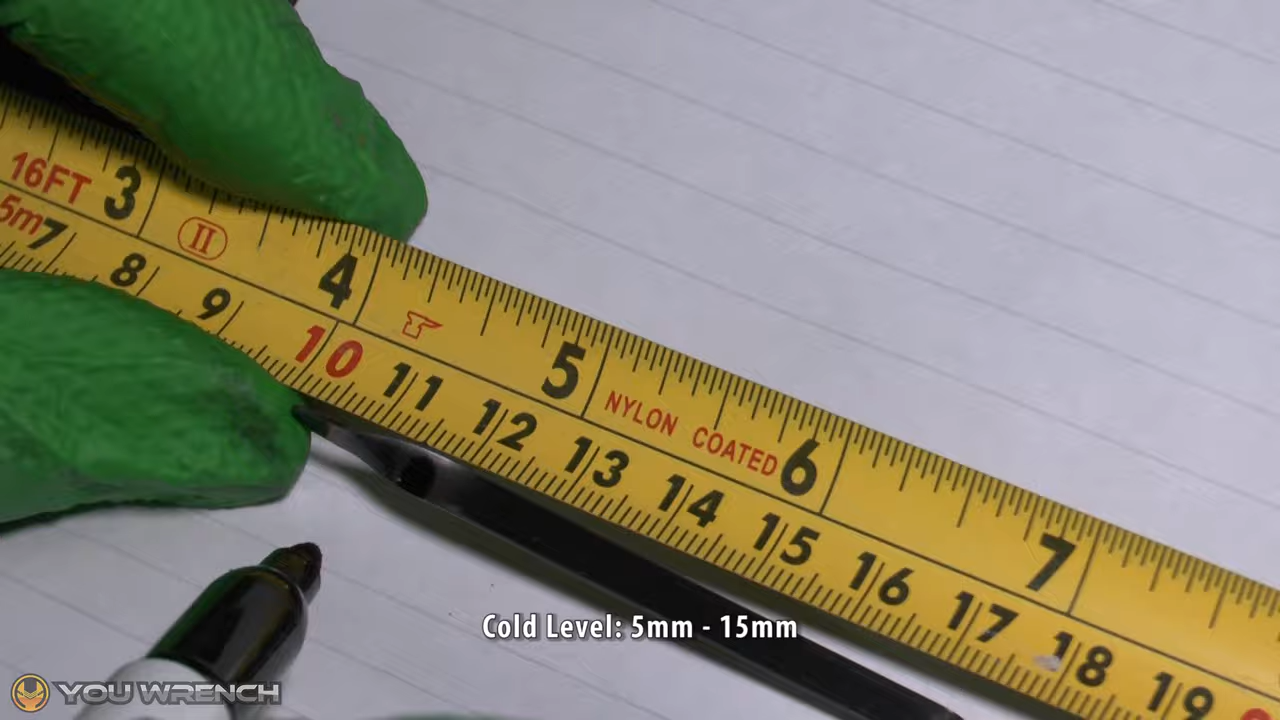 16FT 3 II 4 5 NYLON COATED 6 7
5m 7 8 9 10 11 12 13 14 15 16 17 18 19
Cold Level: 5mm - 15mm
YOU WRENCH